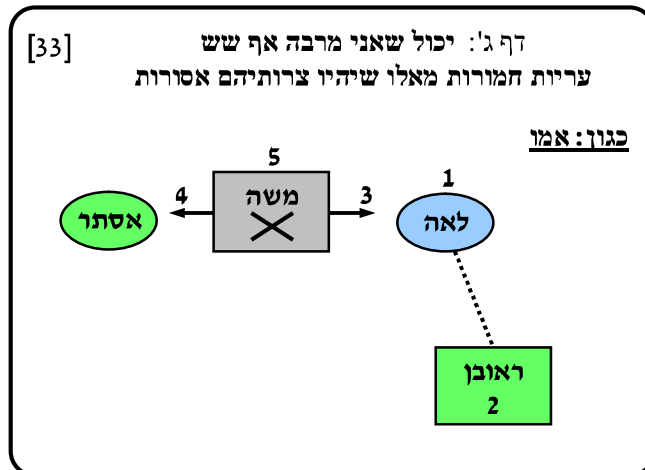 [33]
דף ג': יכול שאני מרבה אף שש
עריות חמורות מאלו שיהיו צרותיהם אסורות
כגון: אמו
5
משה
4
3
1
אסתר
לאה
ראובן
2